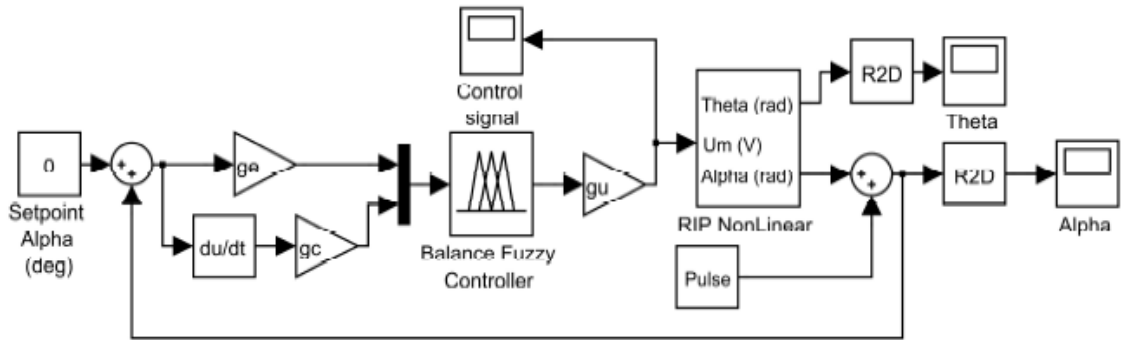 Control
signal
R2D
Theta
Theta (rad)
Um (V)
Alpha (rad)
RIP NonLinear
0
Setpoint
Alpha
(deg)
+
+
ge
du/dt
gc
Balance Fuzzy
Controller
gu
+
+
R2D
Alpha
Pulse